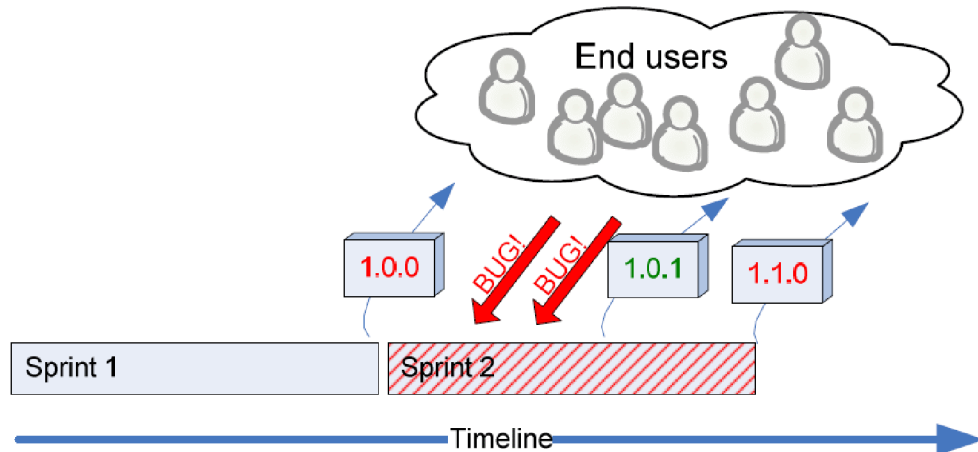 End users
1.0.0
BUG!
BUG!
1.0.1
1.1.0
Sprint 1
Sprint 2
Timeline